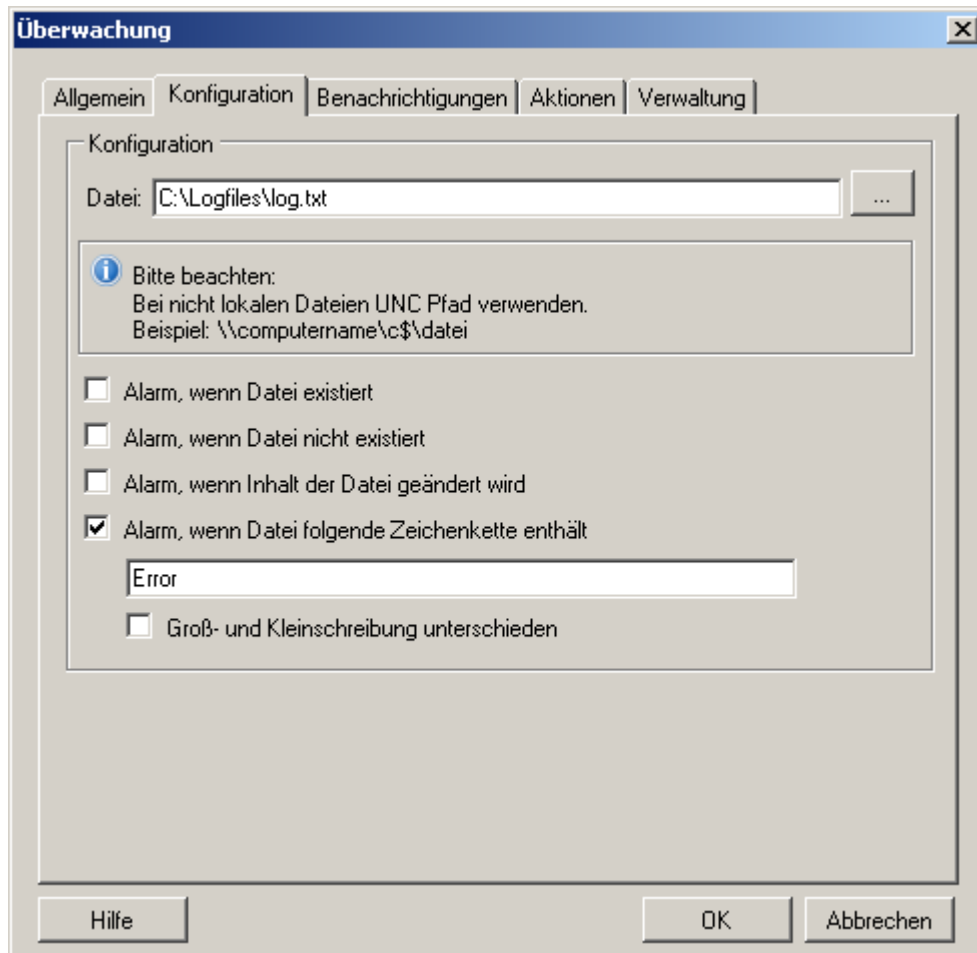 Überwachung
Allgemein Konfiguration Benachrichtigungen Aktionen Verwaltung
Konfiguration
Datei: C:\Logfiles\log.txt ...
Bitte beachten:
Bei nicht lokalen Dateien UNC Pfad verwenden.
Beispiel: \\computername\c$\datei
Alarm, wenn Datei existiert
Alarm, wenn Datei nicht existiert
Alarm, wenn Inhalt der Datei geändert wird
Alarm, wenn Datei folgende Zeichenkette enthält
Error
Groß- und Kleinschreibung unterschieden
Hilfe OK Abbrechen